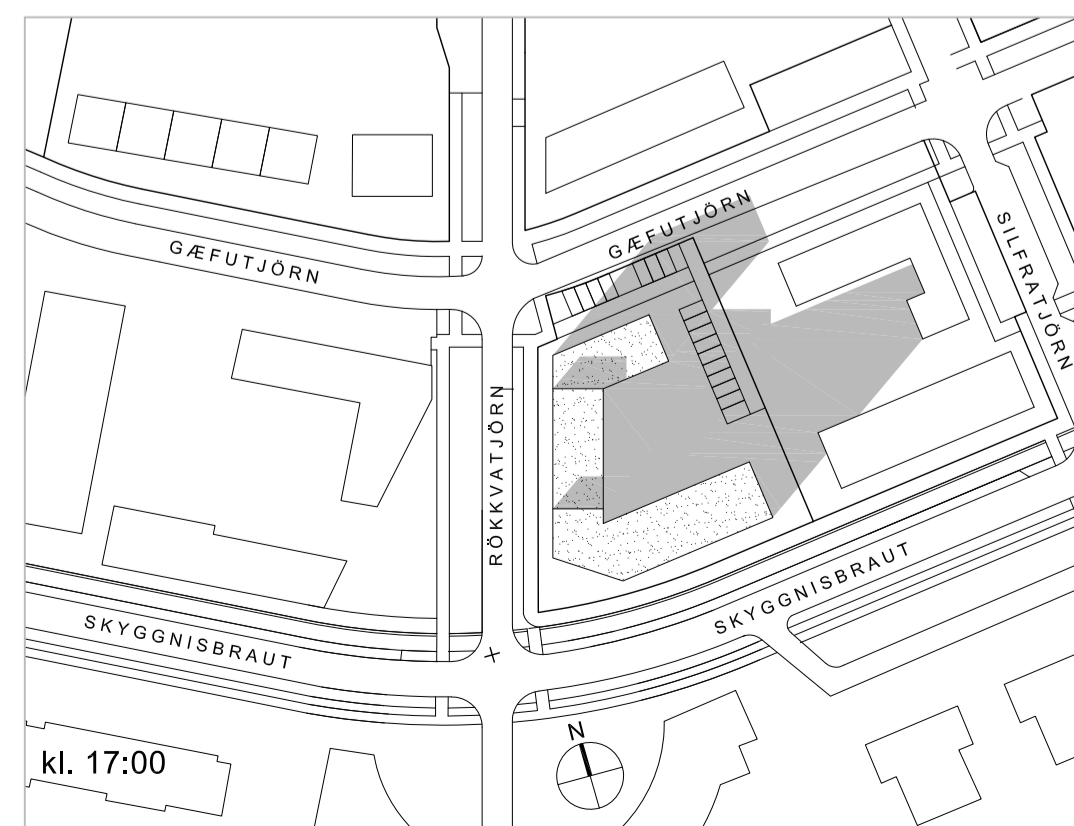 GÆFUTJÖRN
GÆFUTJÖRN
SILFRATJÖRN
RÖKKVATJÖRN
SKYGGNISBRAUT
SKYGGNISBRAUT
N
kl. 17:00